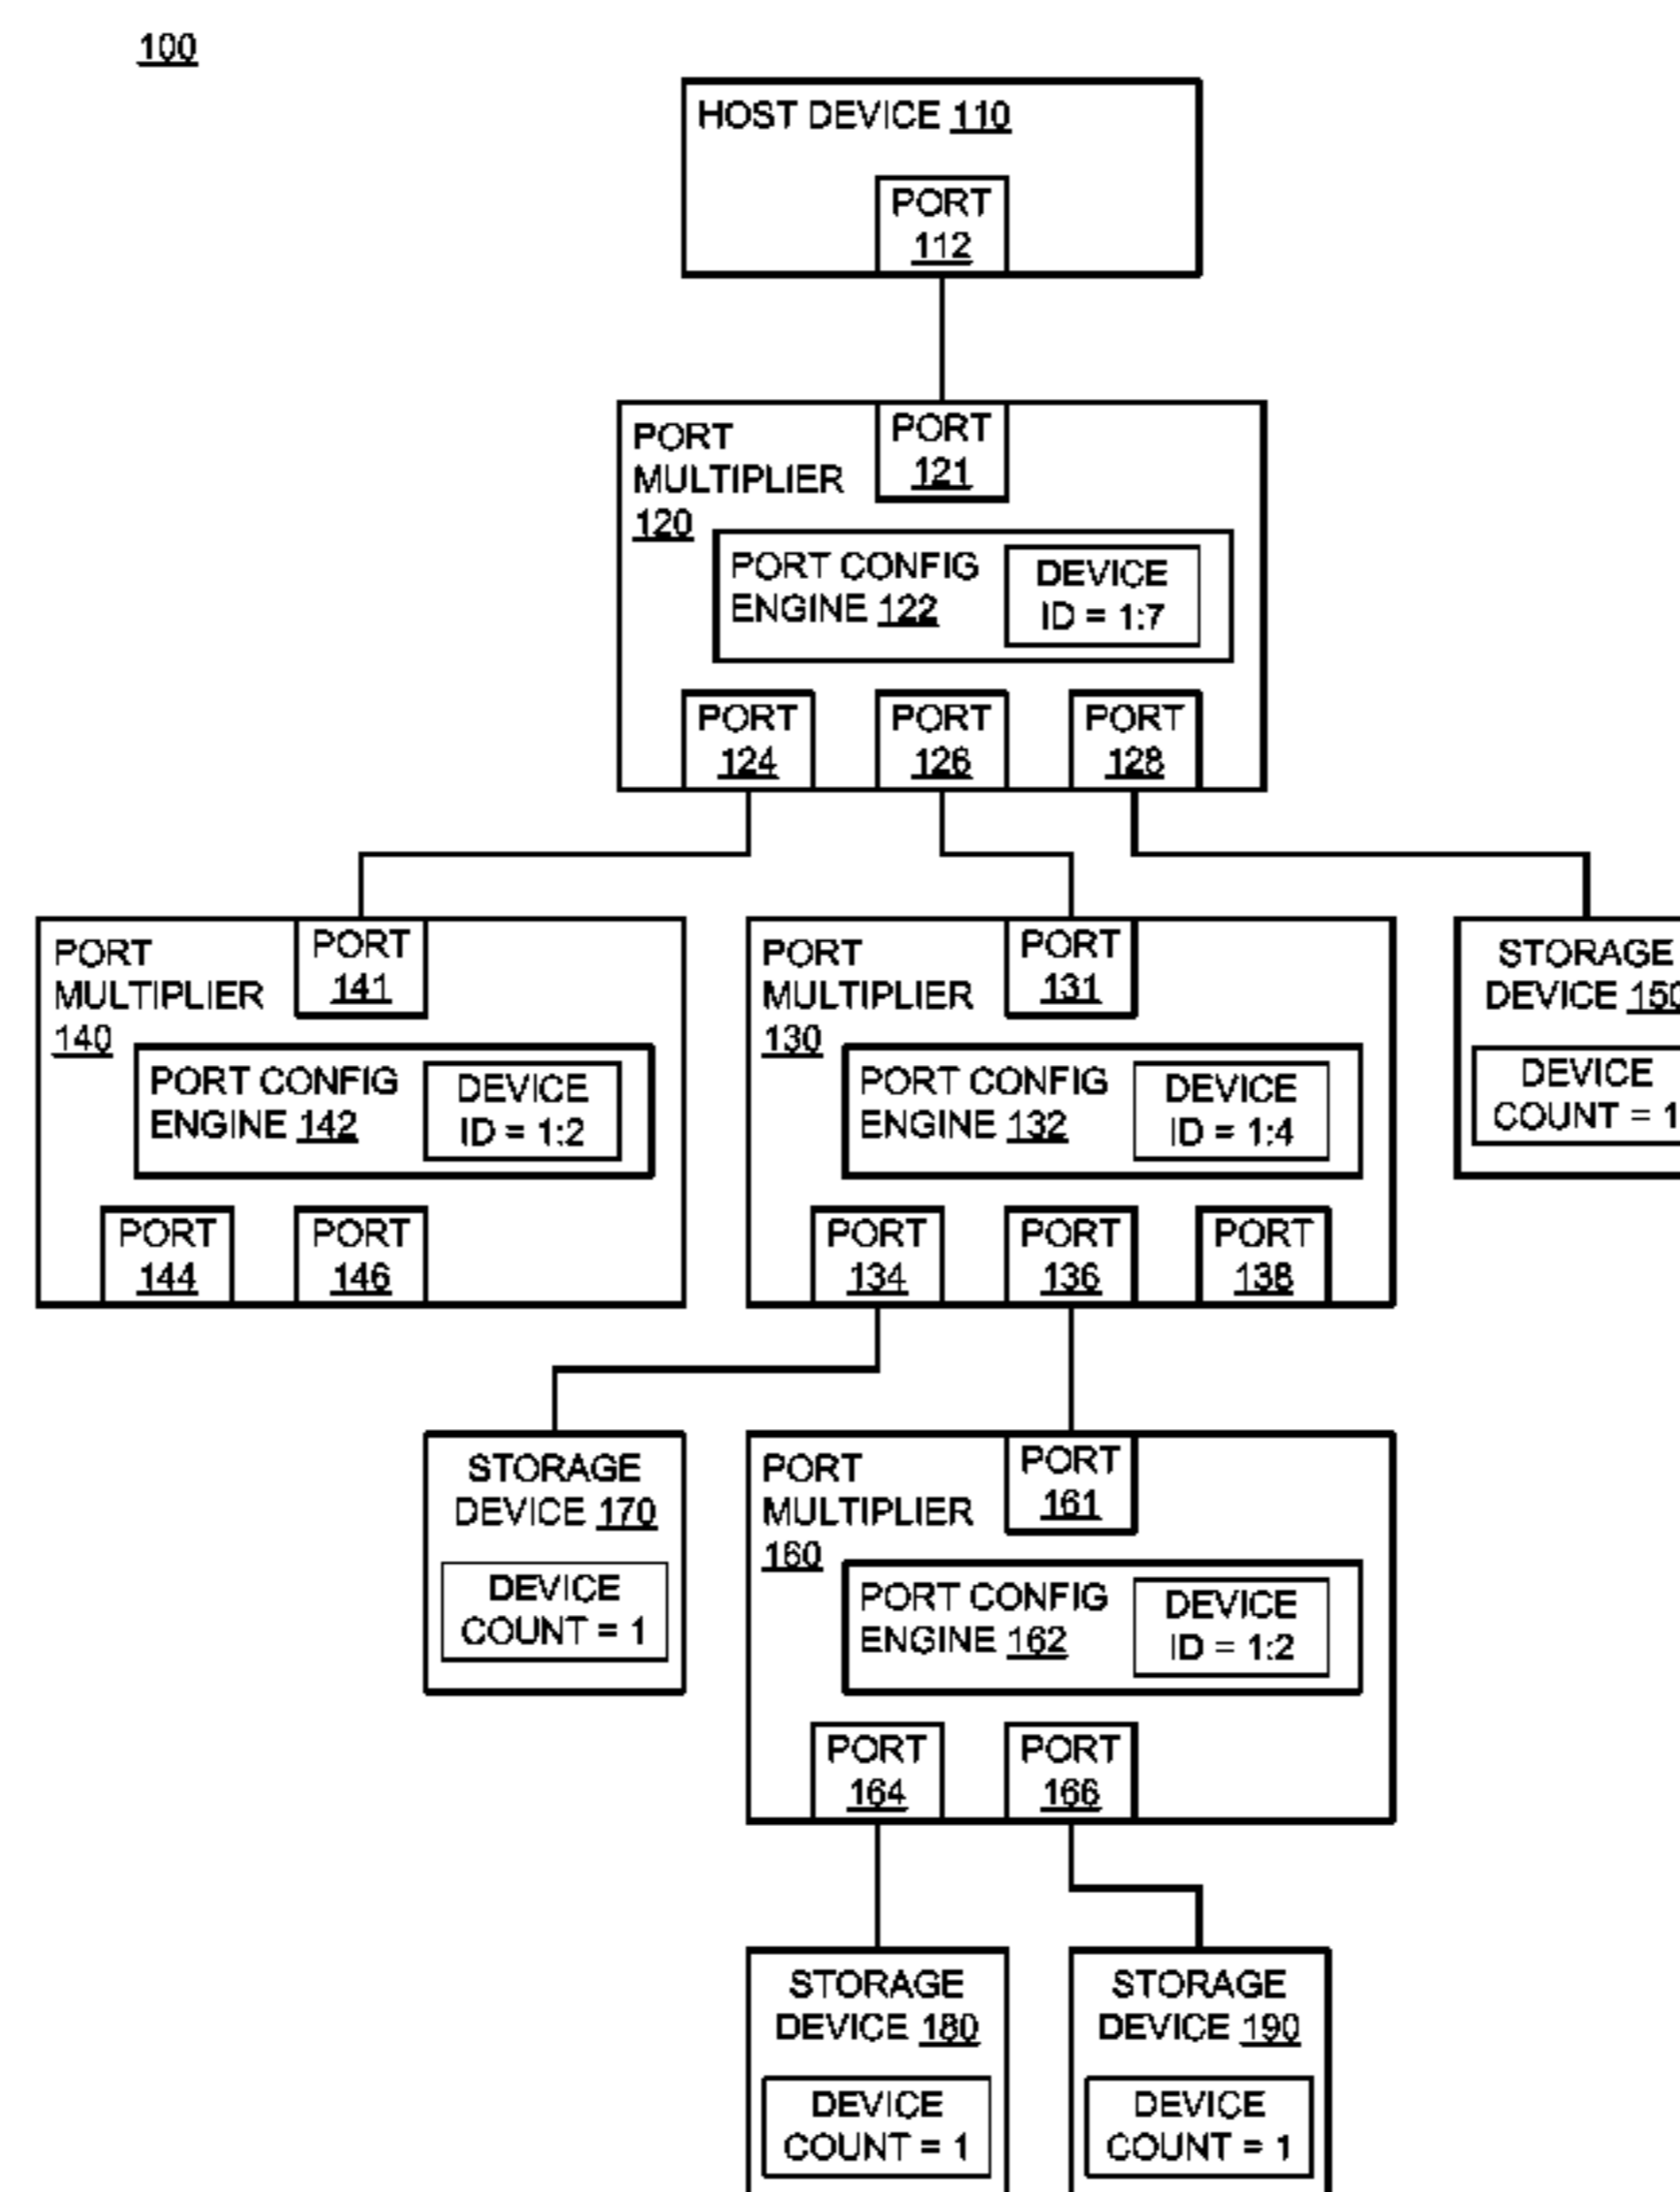 100
HOST DEVICE 110
PORT
112
PORT
MULTIPLIER
120
PORT
121
PORT CONFIG
ENGINE 122
DEVICE
ID = 1:7
PORT
124
PORT
126
PORT
128
PORT
MULTIPLIER
140
PORT
141
PORT CONFIG
ENGINE 142
DEVICE
ID = 1:2
PORT
144
PORT
146
PORT
MULTIPLIER
130
PORT
131
PORT CONFIG
ENGINE 132
DEVICE
ID = 1:4
PORT
134
PORT
136
PORT
138
STORAGE
DEVICE 150
DEVICE
COUNT = 1
STORAGE
DEVICE 170
DEVICE
COUNT = 1
PORT
MULTIPLIER
160
PORT
161
PORT CONFIG
ENGINE 162
DEVICE
ID = 1:2
PORT
164
PORT
166
STORAGE
DEVICE 180
DEVICE
COUNT = 1
STORAGE
DEVICE 190
DEVICE
COUNT = 1